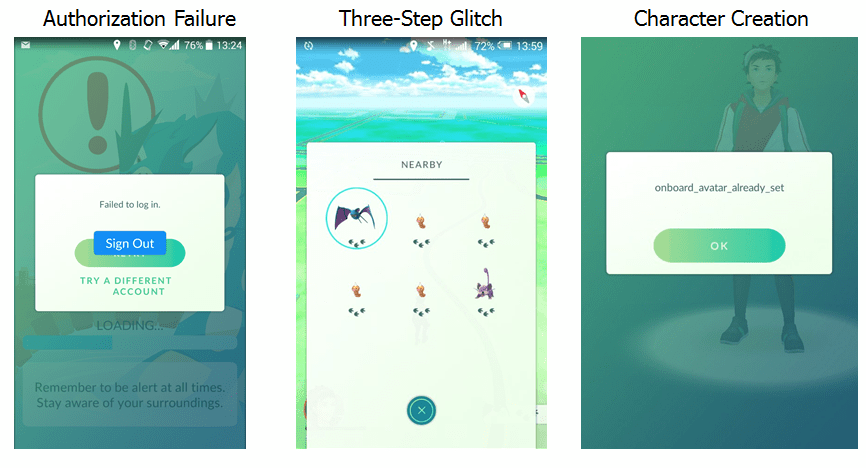 Authorization Failure
Three-Step Glitch
Character Creation
76% 13:24
Failed to log in.
Sign Out
TRY A DIFFERENT
ACCOUNT
LOADING...
Remember to be alert at all times.
Stay aware of your surroundings.
72% 13:59
NEARBY
onboard_avatar_already_set
OK